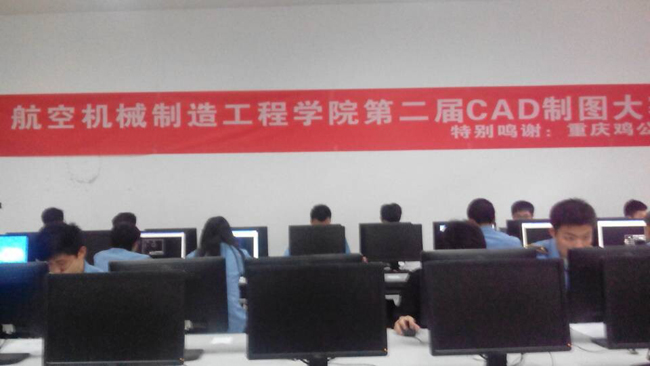 航空机械制造工程学院第二届CAD制图大
特别鸣谢：重庆鸡公